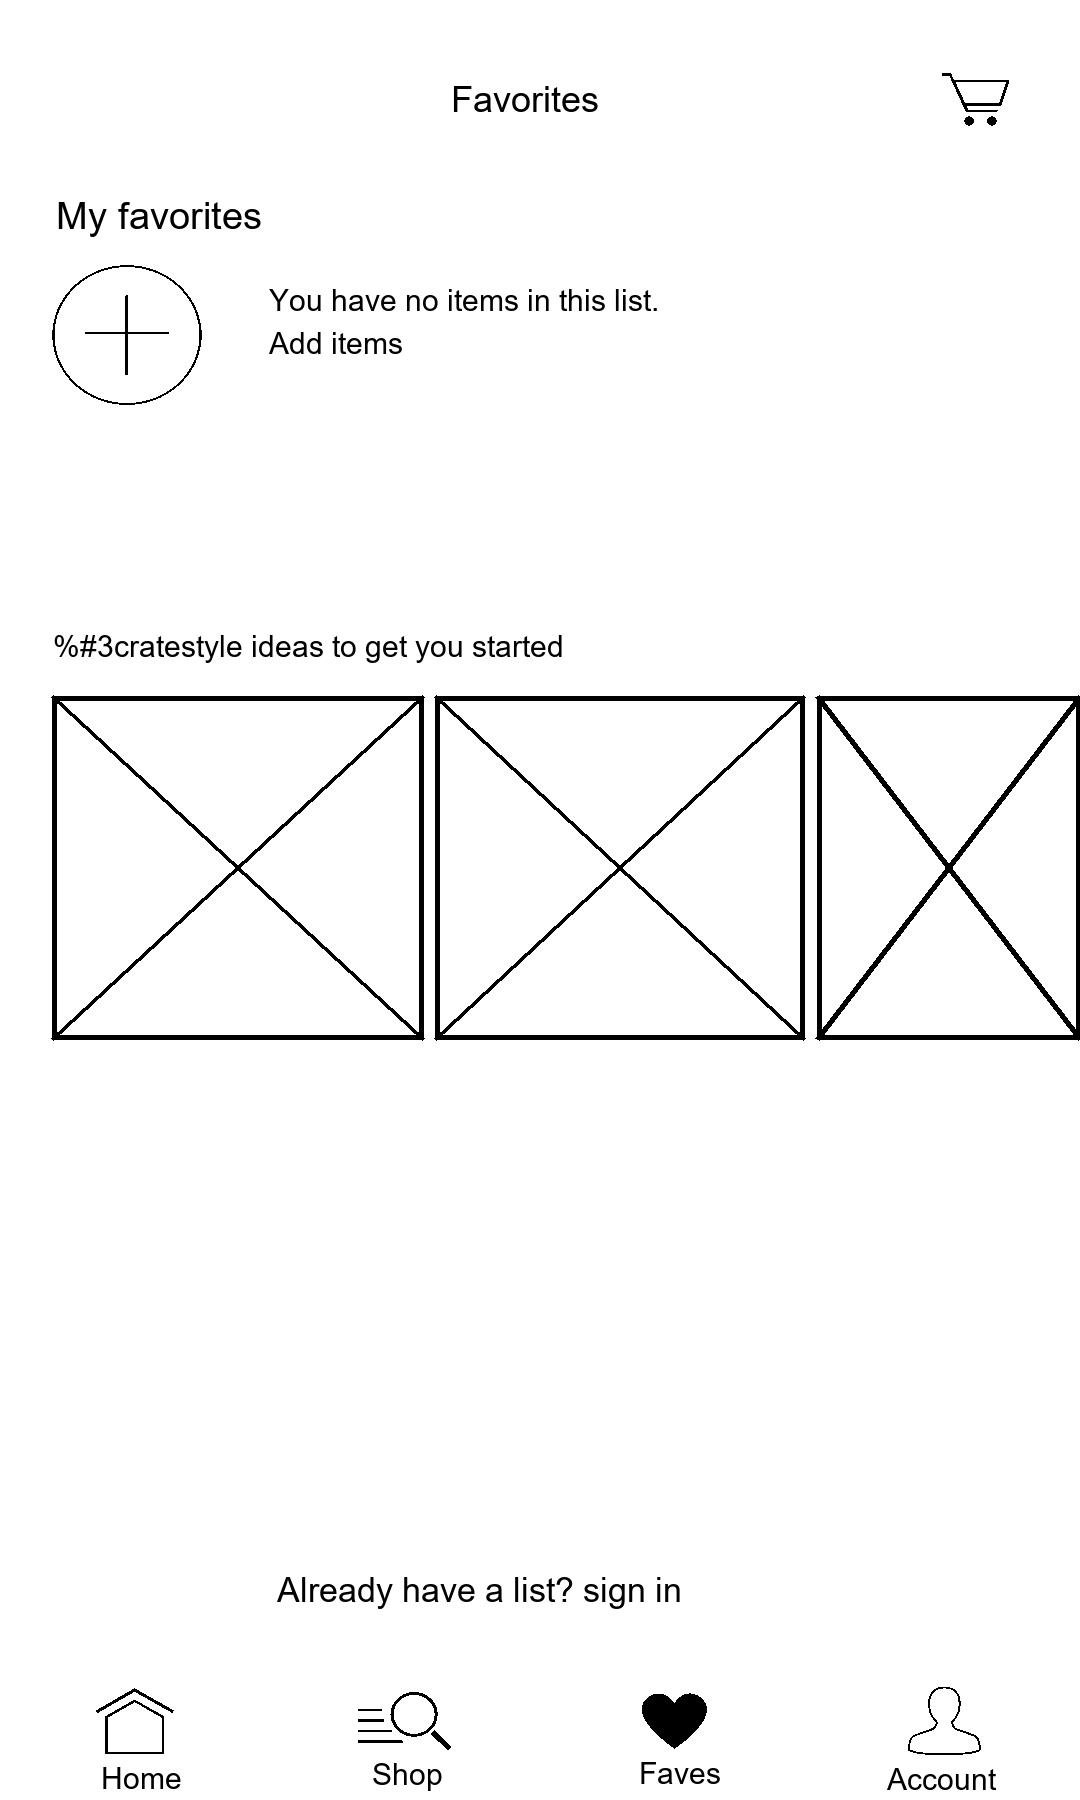 Favorites
My favorites
You have no items in this list.
Add items
%#3cratestyle ideas to get you started
Already have a list? sign in
Home
Shop
Faves
Account